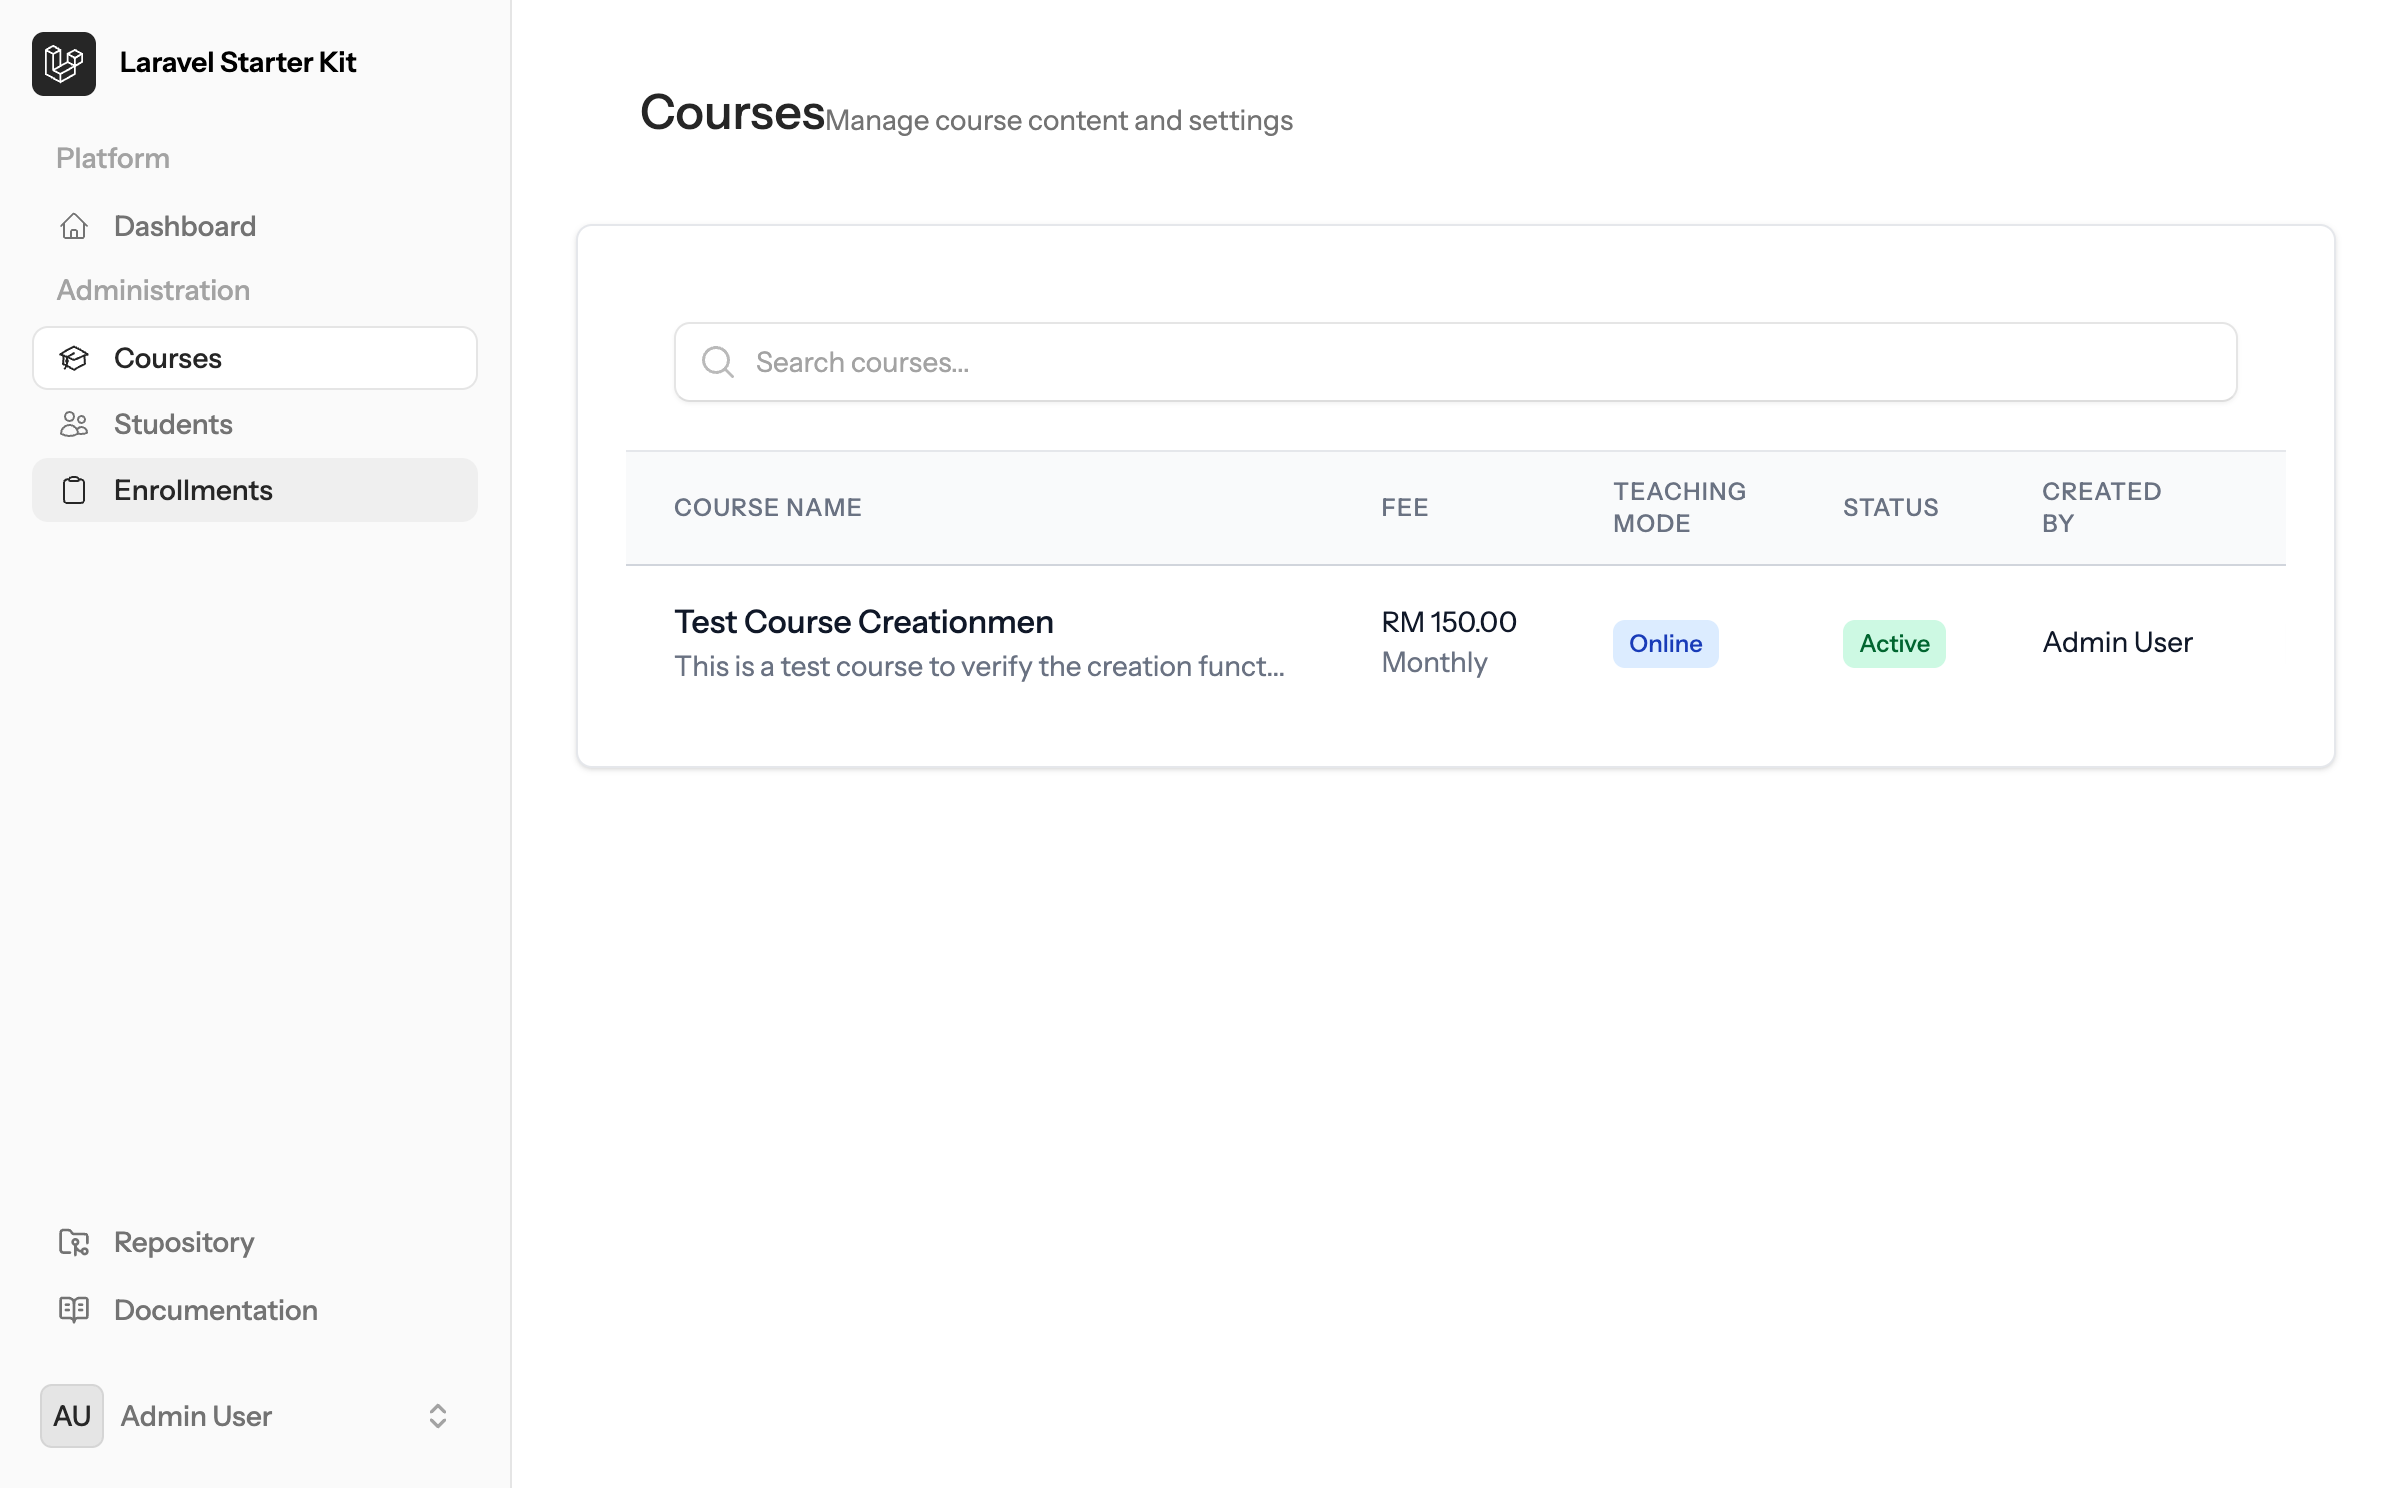 Laravel Starter Kit
Platform
Dashboard
Administration
Courses
Students
Enrollments
Repository
Documentation
AU Admin User
Courses Manage course content and settings
Search courses...
COURSE NAME FEE TEACHING MODE STATUS CREATED BY
Test Course Creationmen
This is a test course to verify the creation funct...
RM 150.00
Monthly
Online
Active
Admin User